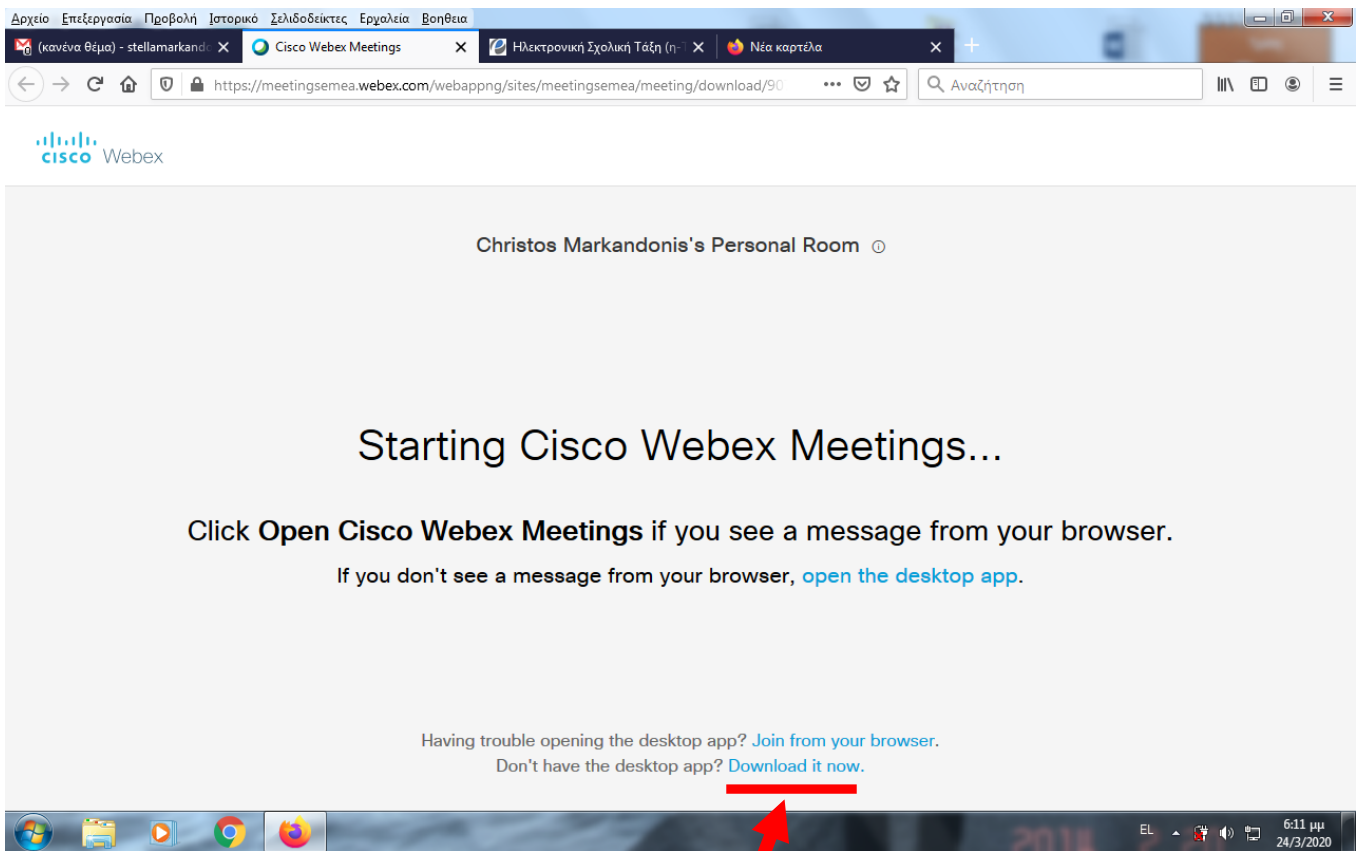 Αρχείο Επεξεργασία Προβολή Ιστορικό Σελιδοδείκτες Εργαλεία Βοηθεια
(κανένα θέμα) - stellamarkando
Cisco Webex Meetings
Ηλεκτρονική Σχολική Τάξη (η-Τ
Νέα καρτέλα
https://meetingsemea.webex.com/webappng/sites/meetingsemea/meeting/download/90
Αναζήτηση
cisco Webex
Christos Markandonis's Personal Room
Starting Cisco Webex Meetings...
Click Open Cisco Webex Meetings if you see a message from your browser.
If you don't see a message from your browser, open the desktop app.
Having trouble opening the desktop app? Join from your browser.
Don't have the desktop app? Download it now.
EL
6:11 μμ
24/3/2020